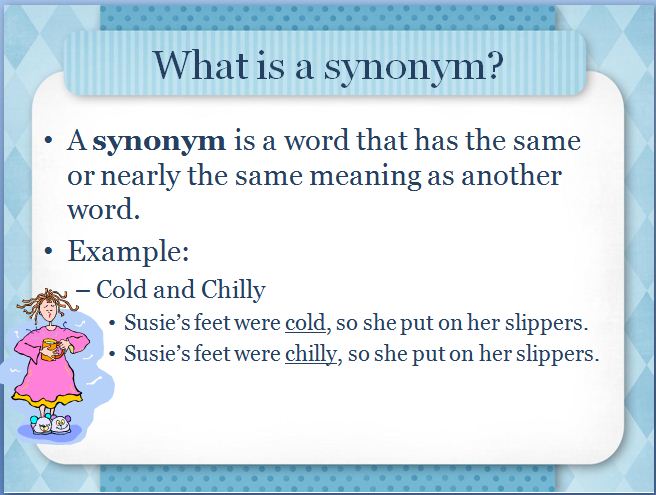 What is a synonym?
• A synonym is a word that has the same
or nearly the same meaning as another
word.
• Example:
– Cold and Chilly
• Susie's feet were cold, so she put on her slippers.
• Susie's feet were chilly, so she put on her slippers.